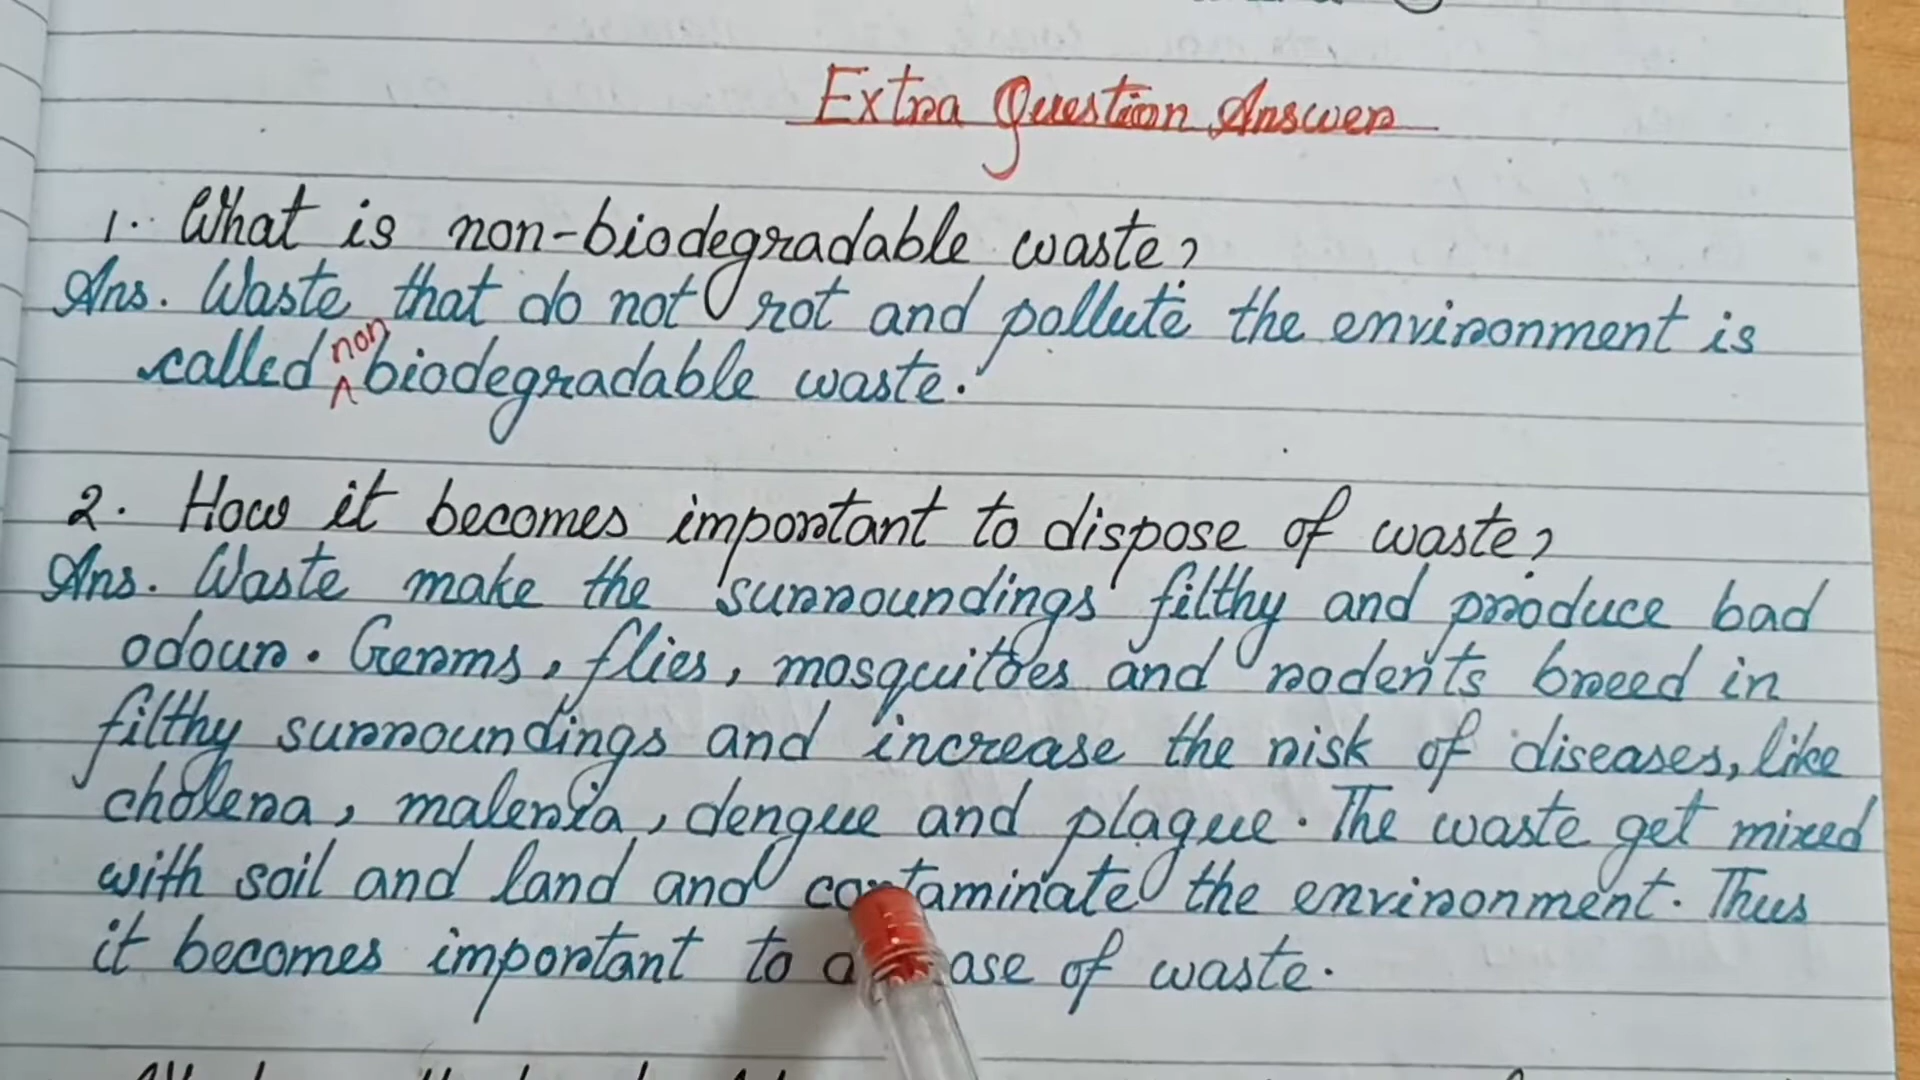 Extra Question Answer
1. What is non-biodegradable waste?
Ans. Waste that do not rot and pollute the environment is
called non biodegradable waste.
2. How it becomes important to dispose of waste?
Ans. Waste make the surroundings filthy and produce bad
odour. Germs, flies, mosquitoes and rodents breed in
filthy surroundings and increase the risk of diseases, like
cholera, maleria, dengue and plague. The waste get mixed
with soil and land and contaminate the environment. Thus
it becomes important to of waste.